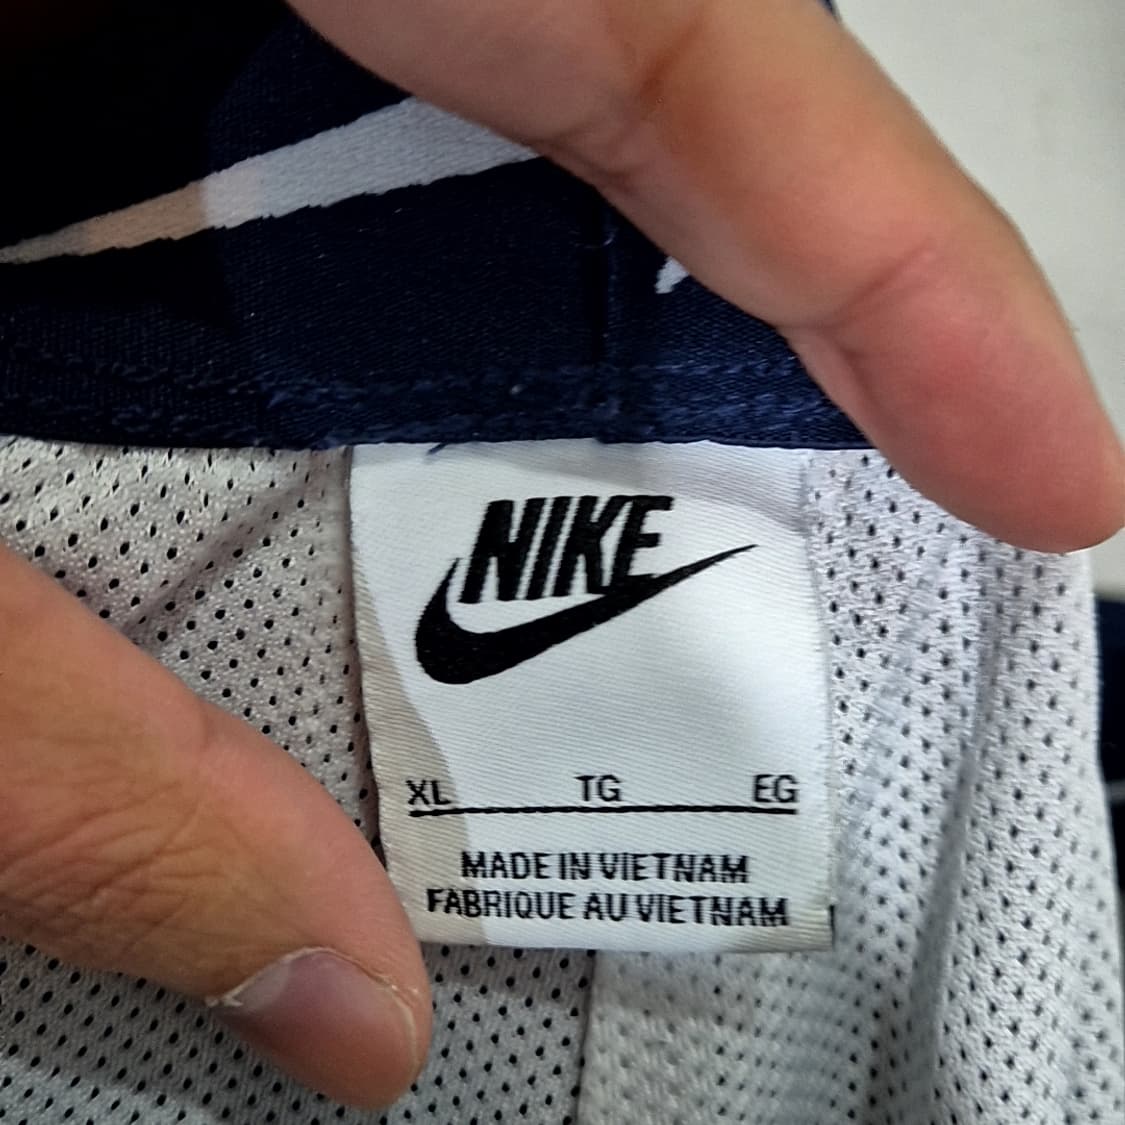 NIKE
XL TG EG
MADE IN VIETNAM
FABRIQUE AU VIETNAM